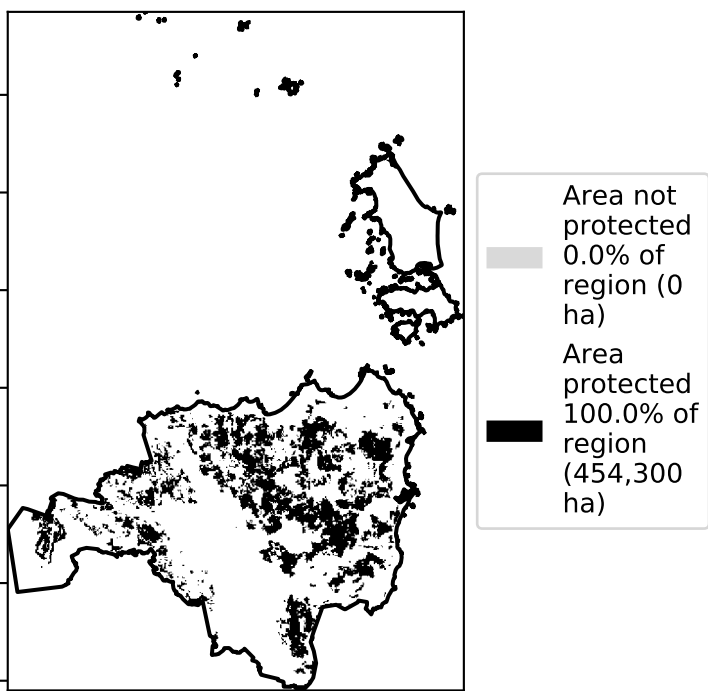 Area not
protected
0.0% of
region (0
ha)
Area
protected
100.0% of
region
(454,300
ha)